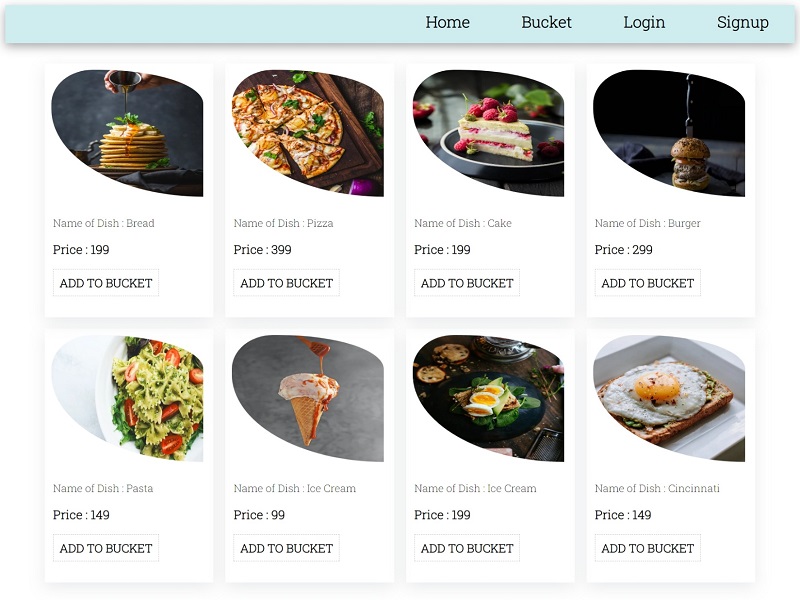 Home Bucket Login Signup
Name of Dish : Bread
Price : 199
ADD TO BUCKET
Name of Dish : Pizza
Price : 399
ADD TO BUCKET
Name of Dish : Cake
Price : 199
ADD TO BUCKET
Name of Dish : Burger
Price : 299
ADD TO BUCKET
Name of Dish : Pasta
Price : 149
ADD TO BUCKET
Name of Dish : Ice Cream
Price : 99
ADD TO BUCKET
Name of Dish : Ice Cream
Price : 199
ADD TO BUCKET
Name of Dish : Cincinnati
Price : 149
ADD TO BUCKET